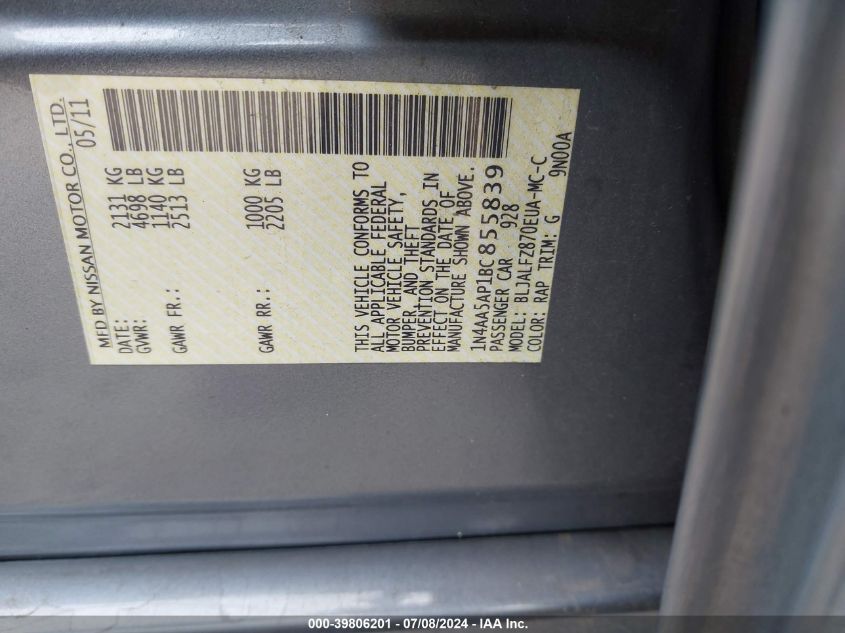 MFD BY NISSAN MOTOR CO., LTD.
DATE: 05/11
GVWR: 2131 KG
4698 LB
GAWR FR.: 1140 KG
2513 LB
GAWR RR.: 1000 KG
2205 LB
THIS VEHICLE CONFORMS TO
ALL APPLICABLE FEDERAL
MOTOR VEHICLE SAFETY,
BUMPER, AND THEFT
PREVENTION STANDARDS IN
EFFECT ON THE DATE OF
MANUFACTURE SHOWN ABOVE.
1N4AA5AP1BC855839
PASSENGER CAR 928
MODEL: BLJALFZ870EUA-MC-C
COLOR: RAP TRIM: G 9N00A
000-39806201 - 07/08/2024 - IAA Inc.